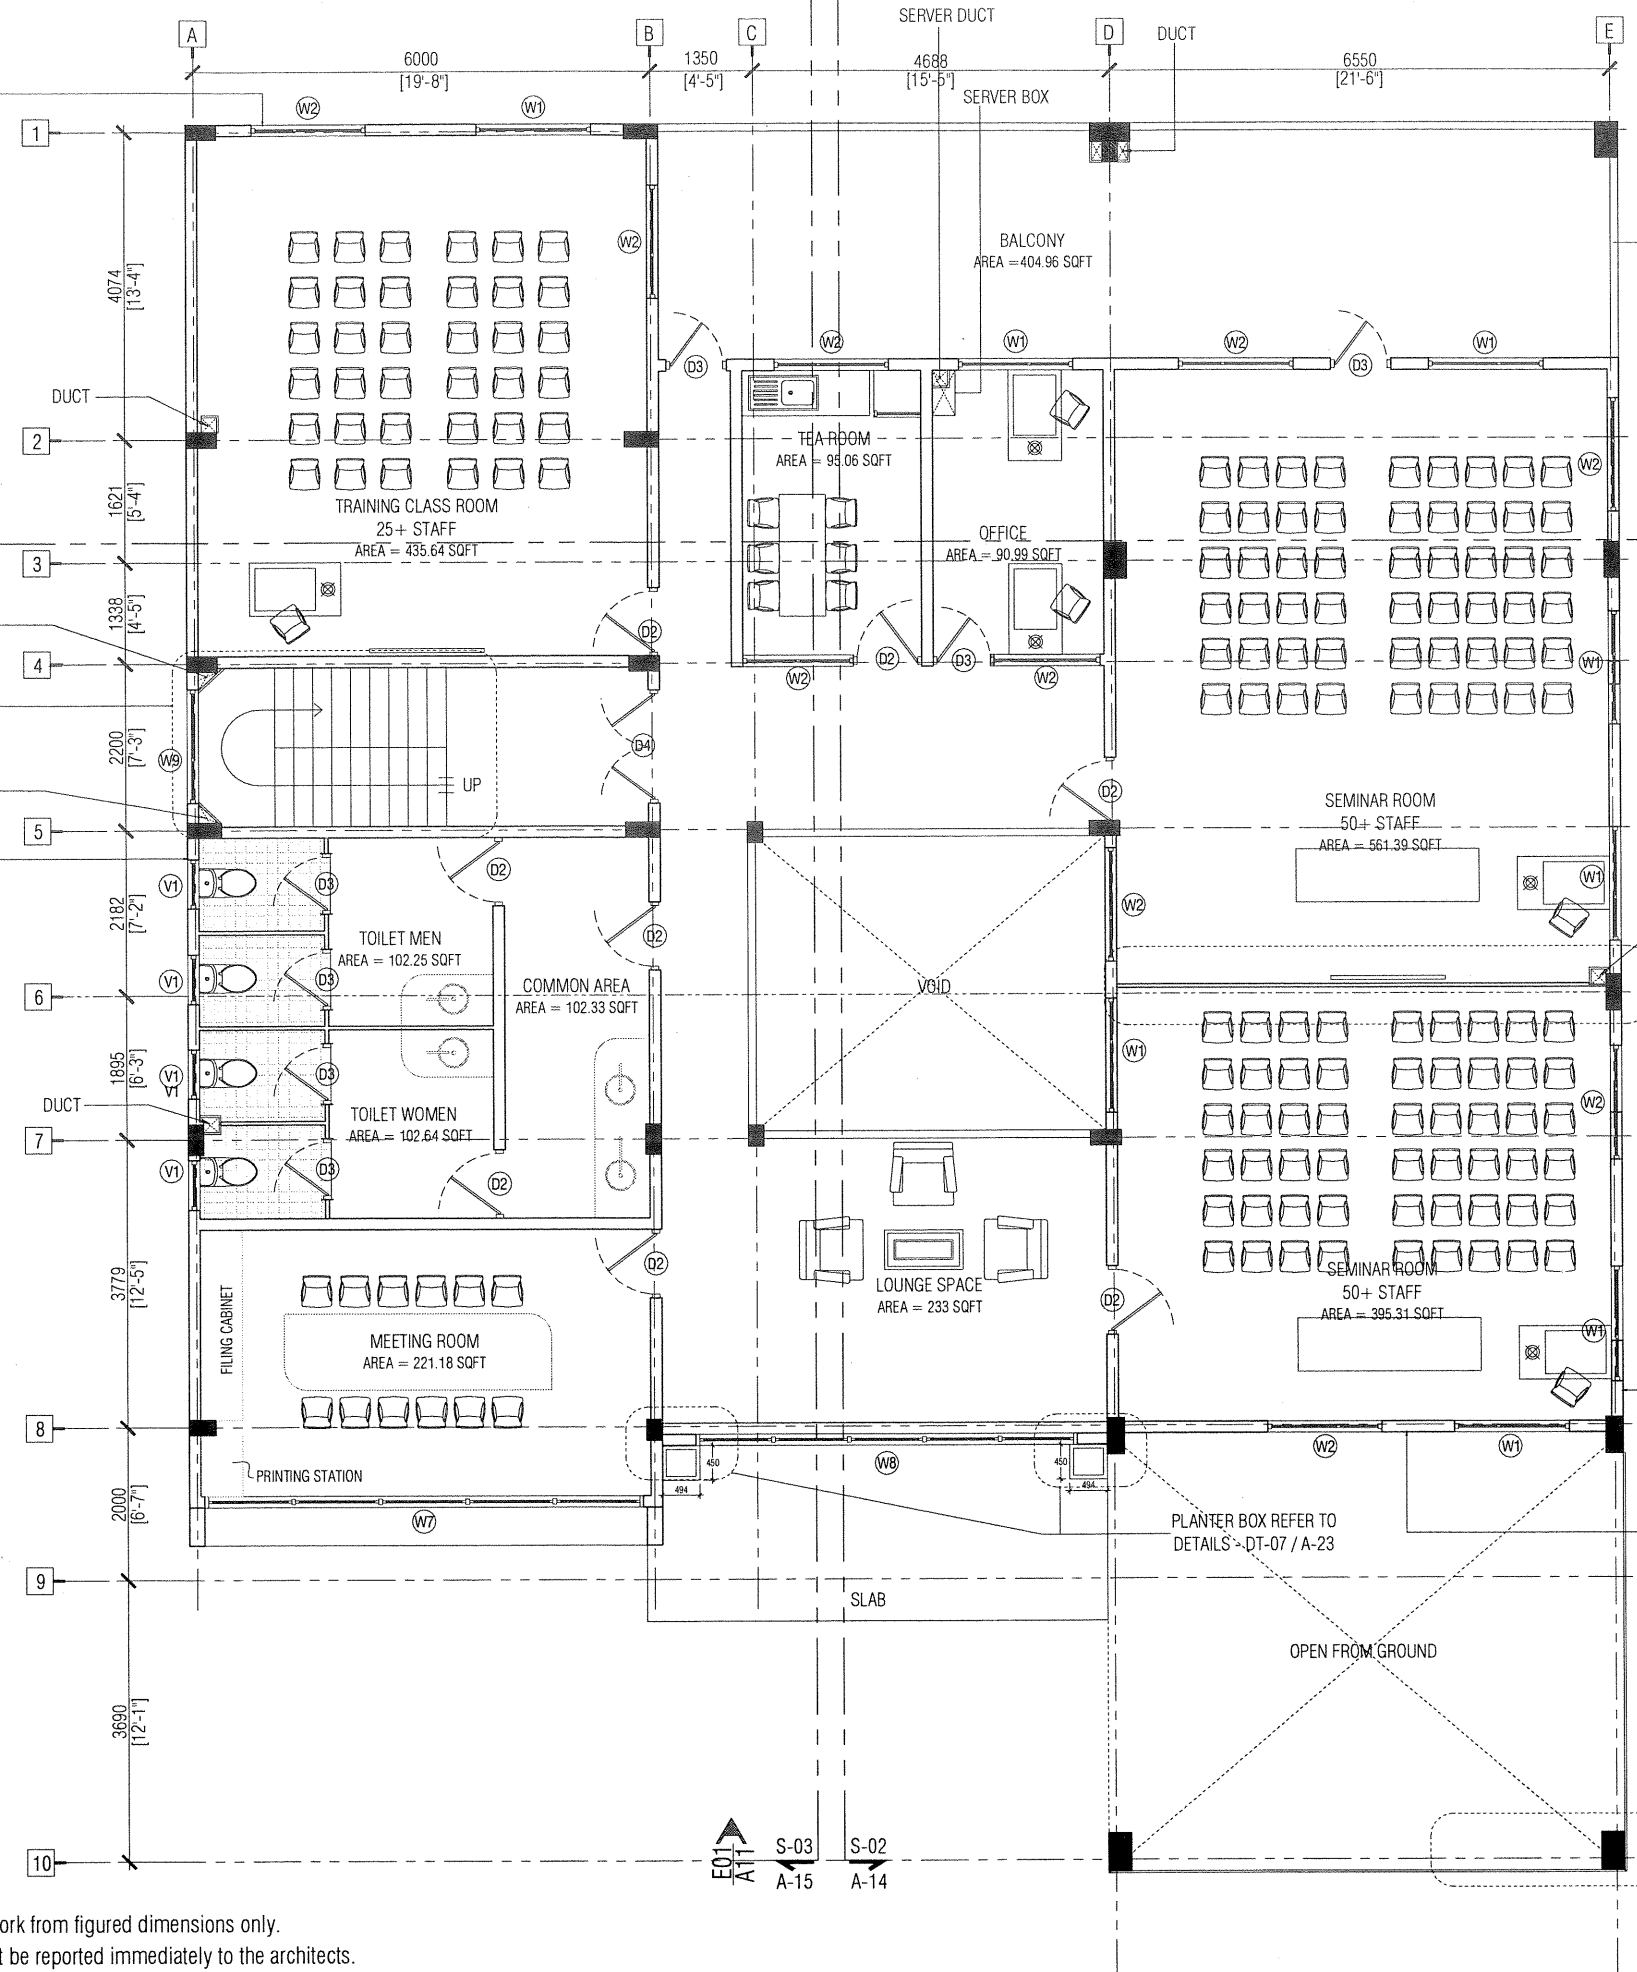 SERVER DUCT
A
B
C
D
DUCT
E
6000
[19'-8"]
1350
[4'-5"]
4688
[15'-5"]
6550
[21'-6"]
SERVER BOX
W2
W1
1
4074
[13'-4"]
W2
BALCONY
AREA =404.96 SQFT
D3
W2
W1
W2
D3
W1
DUCT
2
TEA ROOM
AREA = 95.06 SQFT
W2
1621
[5'-4"]
TRAINING CLASS ROOM
25+ STAFF
AREA = 435.64 SQFT
OFFICE
AREA = 90.99 SQFT
3
1338
[4'-5"]
D2
D2
D3
W2
W2
W1
4
2200
[7'-3"]
W9
UP
D4
D2
SEMINAR ROOM
50+ STAFF
AREA = 561.39 SQFT
5
V1
D3
D2
W1
2182
[7'-2"]
W2
TOILET MEN
AREA = 102.25 SQFT
D2
V1
D3
COMMON AREA
AREA = 102.33 SQFT
VOID
6
1895
[6'-3"]
V1
V1
D3
W1
W2
DUCT
TOILET WOMEN
AREA = 102.64 SQFT
7
V1
D3
D2
3779
[12'-5"]
D2
LOUNGE SPACE
AREA = 233 SQFT
D2
SEMINAR ROOM
50+ STAFF
AREA = 395.31 SQFT
FILING CABINET
MEETING ROOM
AREA = 221.18 SQFT
W1
8
W8
W2
W1
450
494
450
494
PRINTING STATION
2000
[6'-7"]
W7
PLANTER BOX REFER TO
DETAILS - DT-07 / A-23
9
SLAB
OPEN FROM GROUND
3690
[12'-1"]
10
E01
A11
S-03
A-15
S-02
A-14
ork from figured dimensions only.
t be reported immediately to the architects.